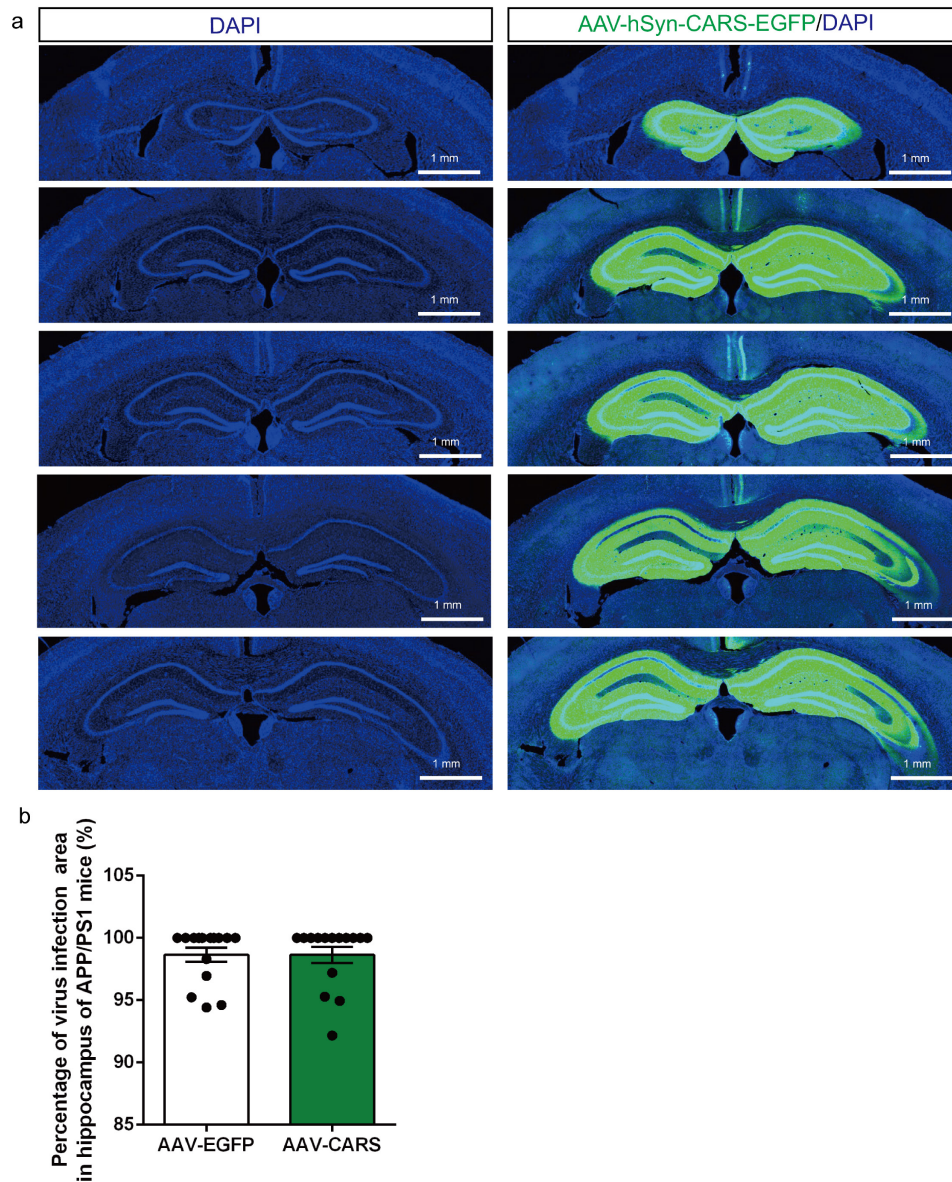 a
DAPI
AAV-hSyn-CARS-EGFP/DAPI
1 mm
1 mm
1 mm
1 mm
1 mm
1 mm
1 mm
1 mm
1 mm
1 mm
b
Percentage of virus infection area
in hippocampus of APP/PS1 mice (%)
105
100
95
90
85
AAV-EGFP
AAV-CARS